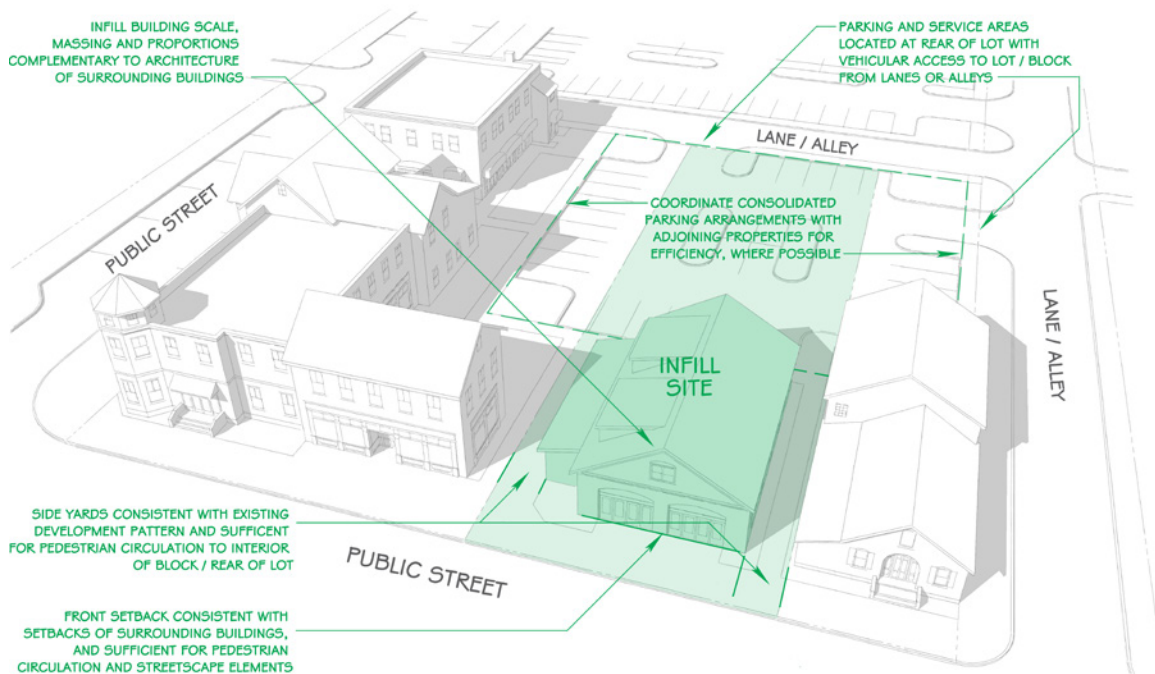 INFILL BUILDING SCALE,
MASSING AND PROPORTIONS
COMPLEMENTARY TO ARCHITECTURE
OF SURROUNDING BUILDINGS
PARKING AND SERVICE AREAS
LOCATED AT REAR OF LOT WITH
VEHICULAR ACCESS TO LOT / BLOCK
FROM LANES OR ALLEYS
LANE / ALLEY
PUBLIC STREET
COORDINATE CONSOLIDATED
PARKING ARRANGEMENTS WITH
ADJOINING PROPERTIES FOR
EFFICIENCY, WHERE POSSIBLE
LANE / ALLEY
INFILL
SITE
SIDE YARDS CONSISTENT WITH EXISTING
DEVELOPMENT PATTERN AND SUFFICENT
FOR PEDESTRIAN CIRCULATION TO INTERIOR
OF BLOCK / REAR OF LOT
PUBLIC STREET
FRONT SETBACK CONSISTENT WITH
SETBACKS OF SURROUNDING BUILDINGS,
AND SUFFICIENT FOR PEDESTRIAN
CIRCULATION AND STREETSCAPE ELEMENTS